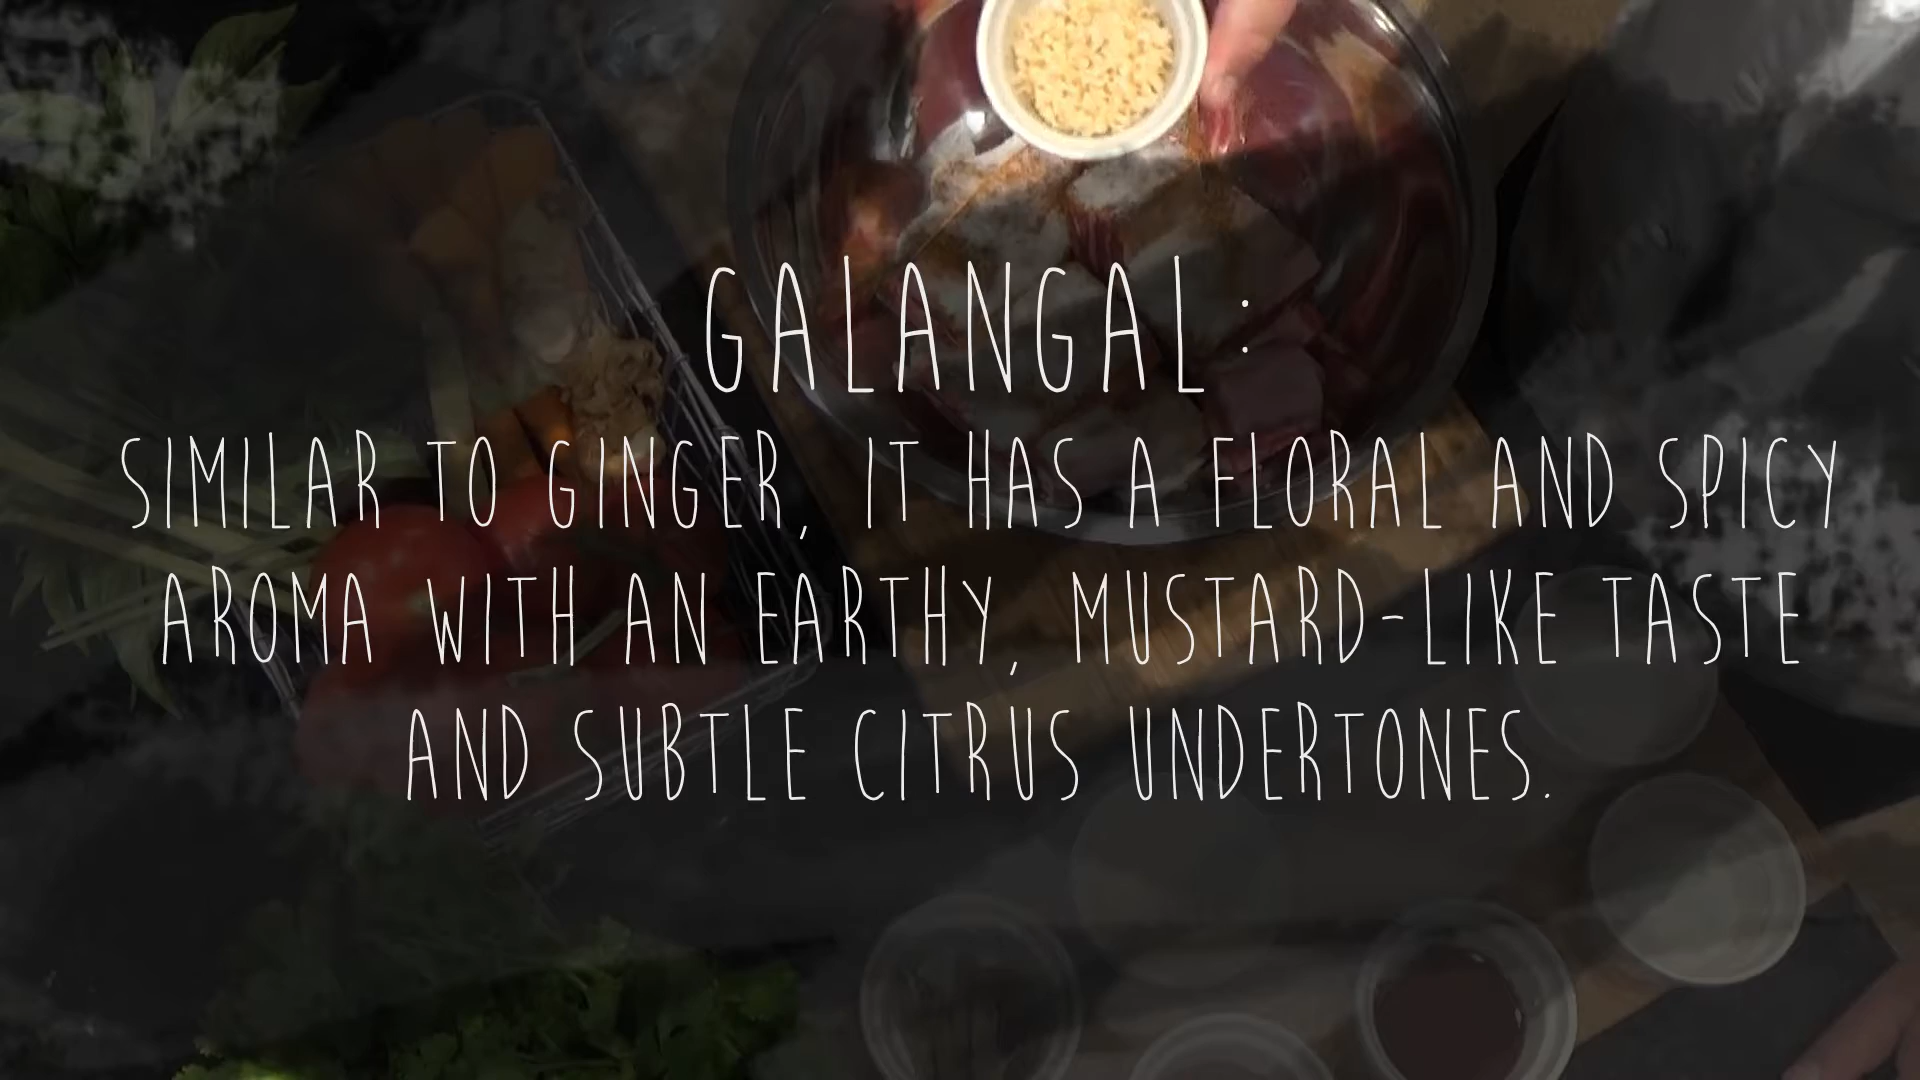 GALANGAL:
SIMILAR TO GINGER, IT HAS A FLORAL AND SPICY
AROMA WITH AN EARTHY, MUSTARD-LIKE TASTE
AND SUBTLE CITRUS UNDERTONES.